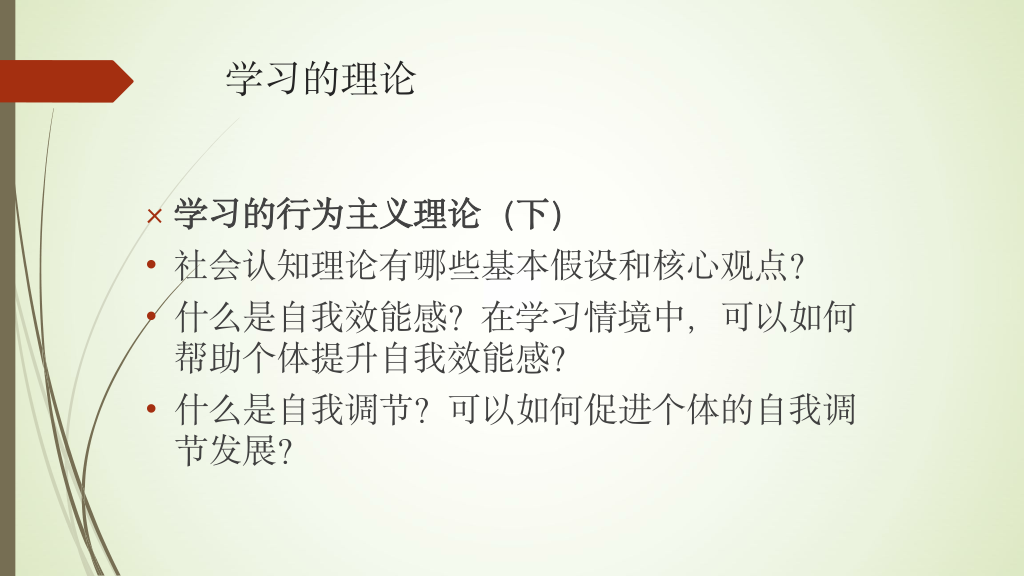 学习的理论
× 学习的行为主义理论（下）
• 社会认知理论有哪些基本假设和核心观点？
• 什么是自我效能感？在学习情境中，可以如何
帮助个体提升自我效能感？
• 什么是自我调节？可以如何促进个体的自我调
节发展？